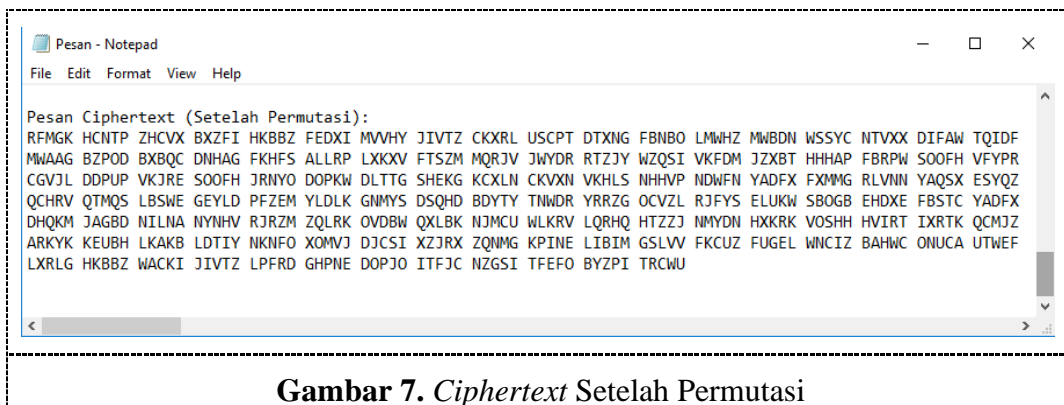 Pesan - Notepad
File Edit Format View Help
Pesan Ciphertext (Setelah Permutasi):
RFMGK HCNTP ZHCVX BXZFI HKBBZ FEDXI MVVHY JIVTZ CKXRL USCPT DTXNG FBNBO LMWHZ MWBDN WSSYC NTVXX DIFAW TQIDF
MWAAG BZPOD BXBQC DNHAG FKHFS ALLRP LXKXV FTSZM MQRJV JWYDR RTZJY WZQSI VKFDM JZXBT HHHAP FBRPW SOOFH VFYPR
CGVJL DDPUP VKJRE SOOFH JRNYO DOPKW DLTTG SHEKG KCXLN CKVXN VKHLS NHHVP NDWFN YADFX FXMMG RLVNN YAQSX ESYQZ
QCHRV QTMQS LBSWE GEYLD PFZEM YLDLK GNMYS DSQHD BDYTY TNWDR YRRZG OCVZL RJFYS ELUKW SBOGB EHDXE FBSTC YADFX
DHQKM JAGBD NILNA NYNHV RJRZM ZQLRK OVDBW QXLBK NJMCU WLKRV LQRHQ HTZZJ NMYDN HXKRK VOSHH HVIRT IXRTK QCMJZ
ARKYK KEUBH LKAKB LDTIY NKNFO XOMVJ DJCSI XZJRX ZQNMG KPINE LIBIM GSLVV FKCUZ FUGEL WNCIZ BAHWC ONUCA UTWEF
LXRLG HKBBZ WACKI JIVTZ LPFRD GHPNE DOPJO ITFJC NZGSI TFEFO BYZPI TRCWU
Gambar 7. Ciphertext Setelah Permutasi